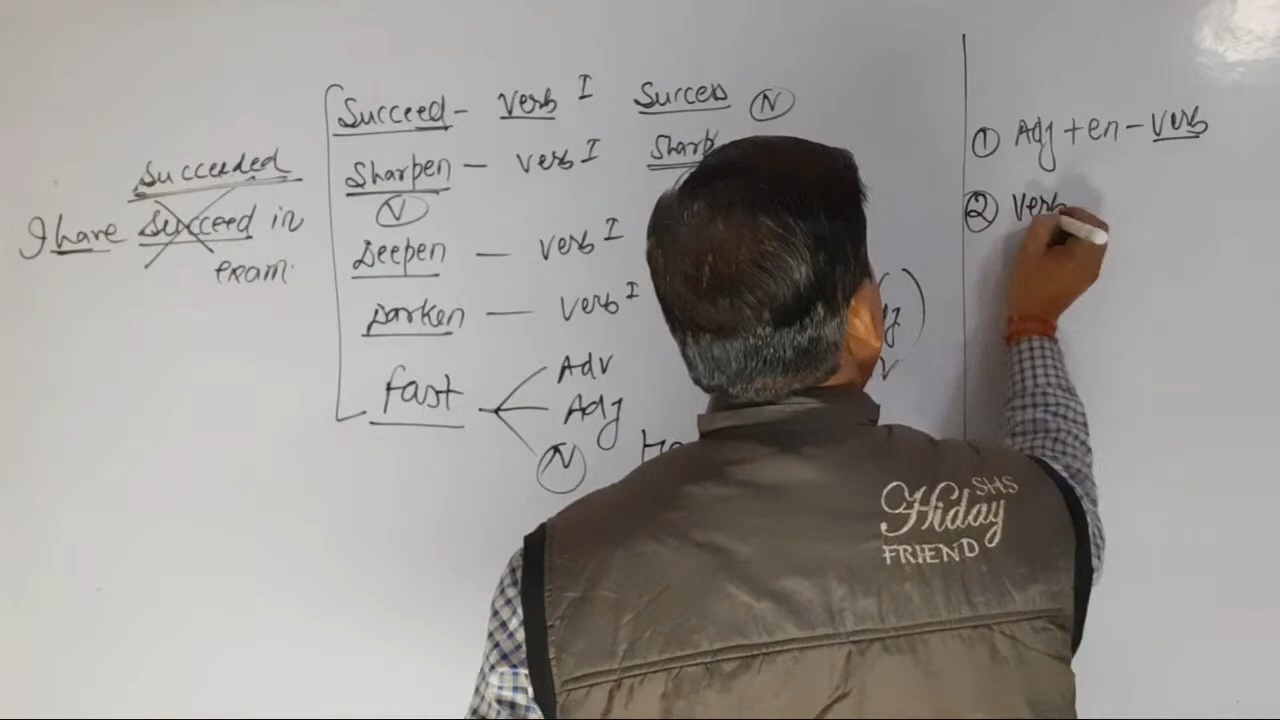 Succeed - verb I Success (N)
Sharpen - verb I Sharp
(V)
Succeeded
I have Succeed in
exam.
Deepen - verb I
Darken - verb I
fast Adv
Adj
(N)
① Adj + en - verb
② verb
SHS
Hiday
FRIEND